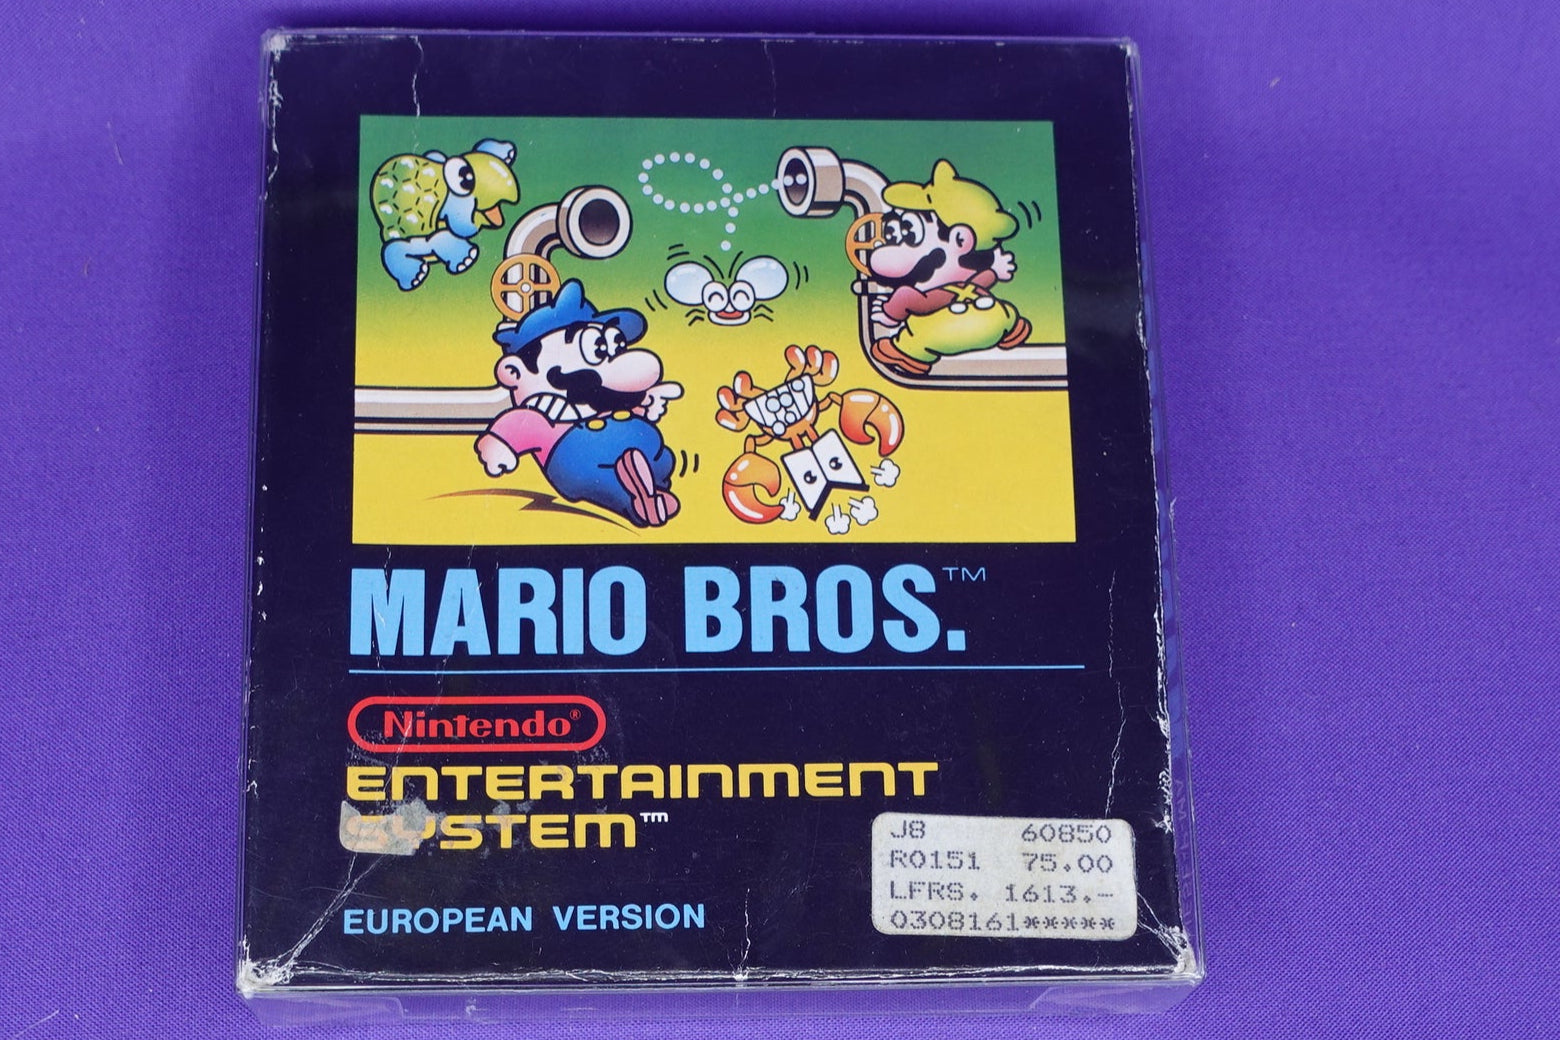 MARIO BROS.™
Nintendo®
ENTERTAINMENT
SYSTEM™
EUROPEAN VERSION
J8 60850
R0151 75.00
LFRS. 1613.-
0308161*****